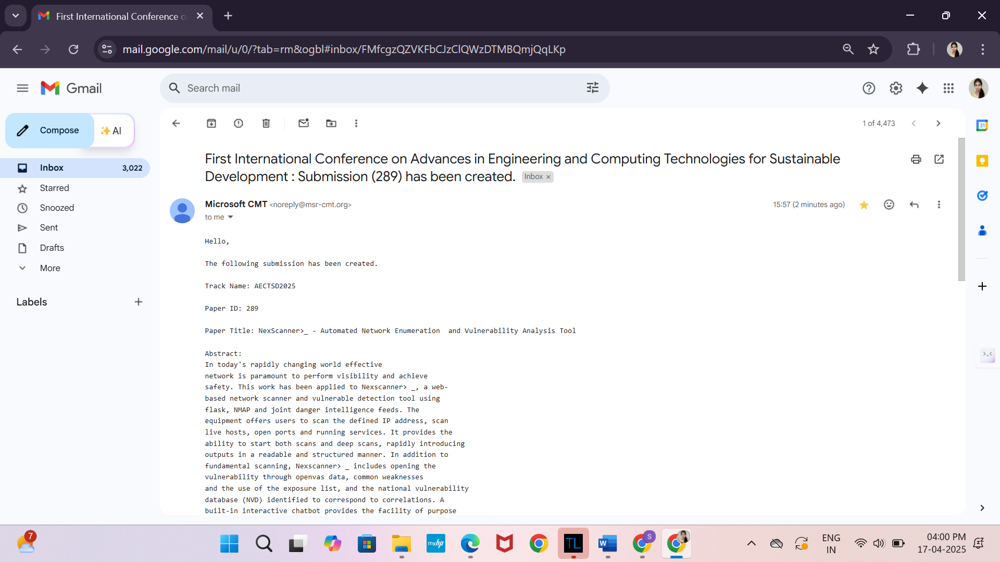 First International Conference o
mail.google.com/mail/u/0/?tab=rm&ogbl#inbox/FMfcgzQZVKFbCJzClQWzDTMBQmjQqLKp
Gmail
Search mail
Compose
AI
1 of 4,473
Inbox 3,022
Starred
Snoozed
Sent
Drafts
More
Labels
First International Conference on Advances in Engineering and Computing Technologies for Sustainable
Development : Submission (289) has been created. Inbox ×
Microsoft CMT <noreply@msr-cmt.org>
15:57 (2 minutes ago)
to me
Hello,
The following submission has been created.
Track Name: AECTSD2025
Paper ID: 289
Paper Title: NexScanner>_ - Automated Network Enumeration  and Vulnerability Analysis Tool
Abstract:
In today's rapidly changing world effective
network is paramount to perform visibility and achieve
safety. This work has been applied to Nexscanner> _, a web-
based network scanner and vulnerable detection tool using
flask, NMAP and joint danger intelligence feeds. The
equipment offers users to scan the defined IP address, scan
live hosts, open ports and running services. It provides the
ability to start both scans and deep scans, rapidly introducing
outputs in a readable and structured manner. In addition to
fundamental scanning, Nexscanner> _ includes opening the
vulnerability through openvas data, common weaknesses
and the use of the exposure list, and the national vulnerability
database (NVD) identified to correspond to correlations. A
built-in interactive chatbot provides the facility of purpose
31
7
myhp
TL
W
S
ENG
IN
04:00 PM
17-04-2025